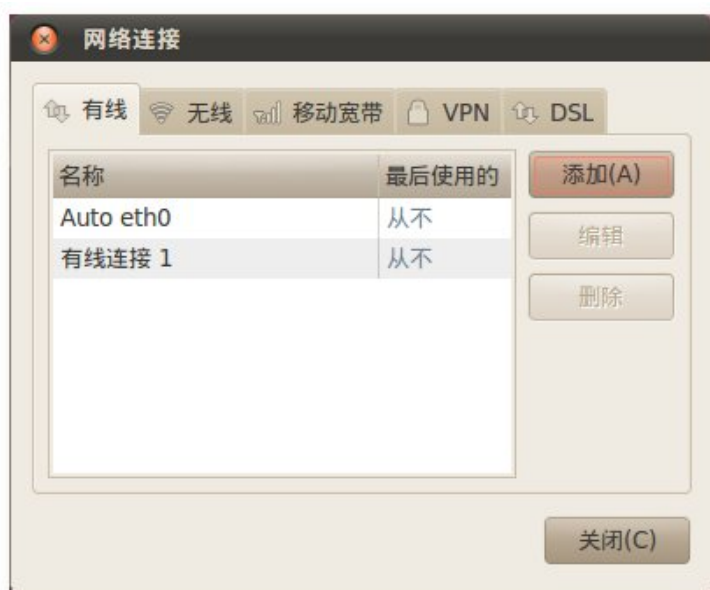 网络连接
有线 无线 移动宽带 VPN DSL
名称 最后使用的 添加(A)
Auto eth0 从不
编辑
有线连接 1 从不
删除
关闭(C)